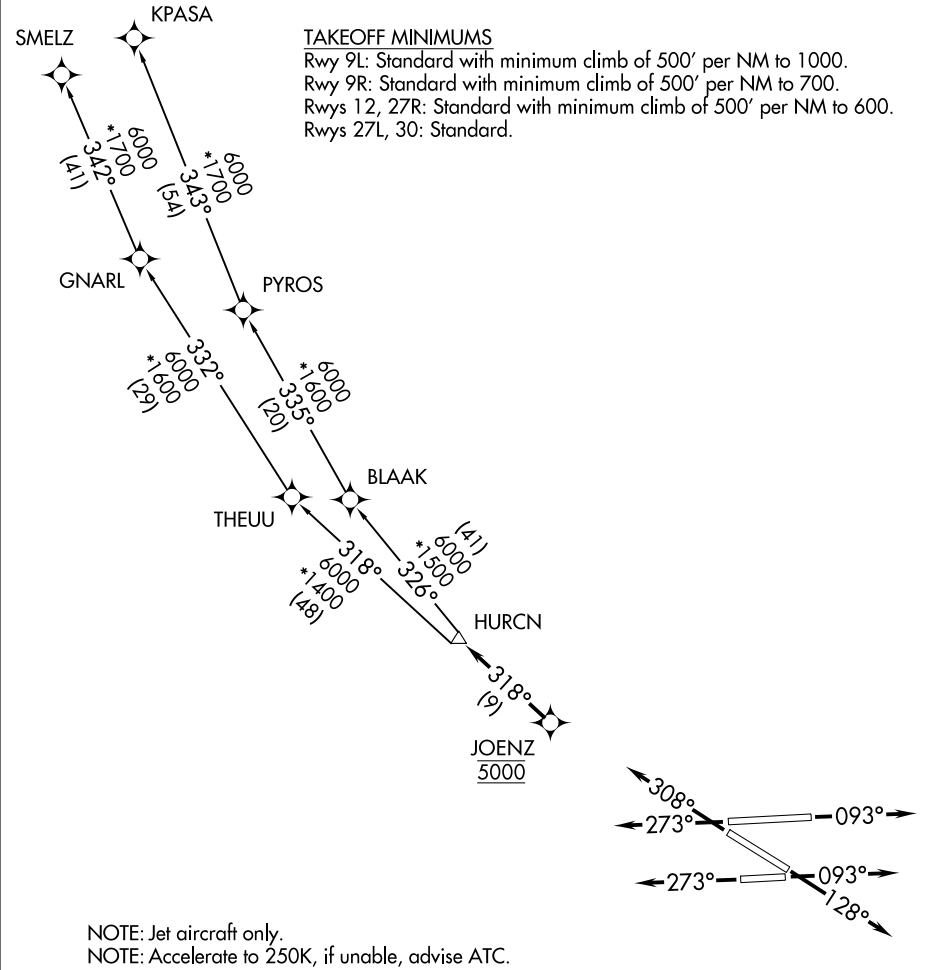 KPASA
SMELZ
TAKEOFF MINIMUMS
Rwy 9L: Standard with minimum climb of 500' per NM to 1000.
Rwy 9R: Standard with minimum climb of 500' per NM to 700.
Rwys 12, 27R: Standard with minimum climb of 500' per NM to 600.
Rwys 27L, 30: Standard.
6000
*1700
342°
(41)
6000
*1700
343°
(54)
GNARL
PYROS
332°
6000
*1600
(29)
6000
*1600
335°
(20)
BLAAK
THEUU
318°
6000
*1400
(48)
(41)
6000
*1500
326°
HURCN
318°
(9)
JOENZ
5000
308°
273°
093°
273°
093°
128°
NOTE: Jet aircraft only.
NOTE: Accelerate to 250K, if unable, advise ATC.